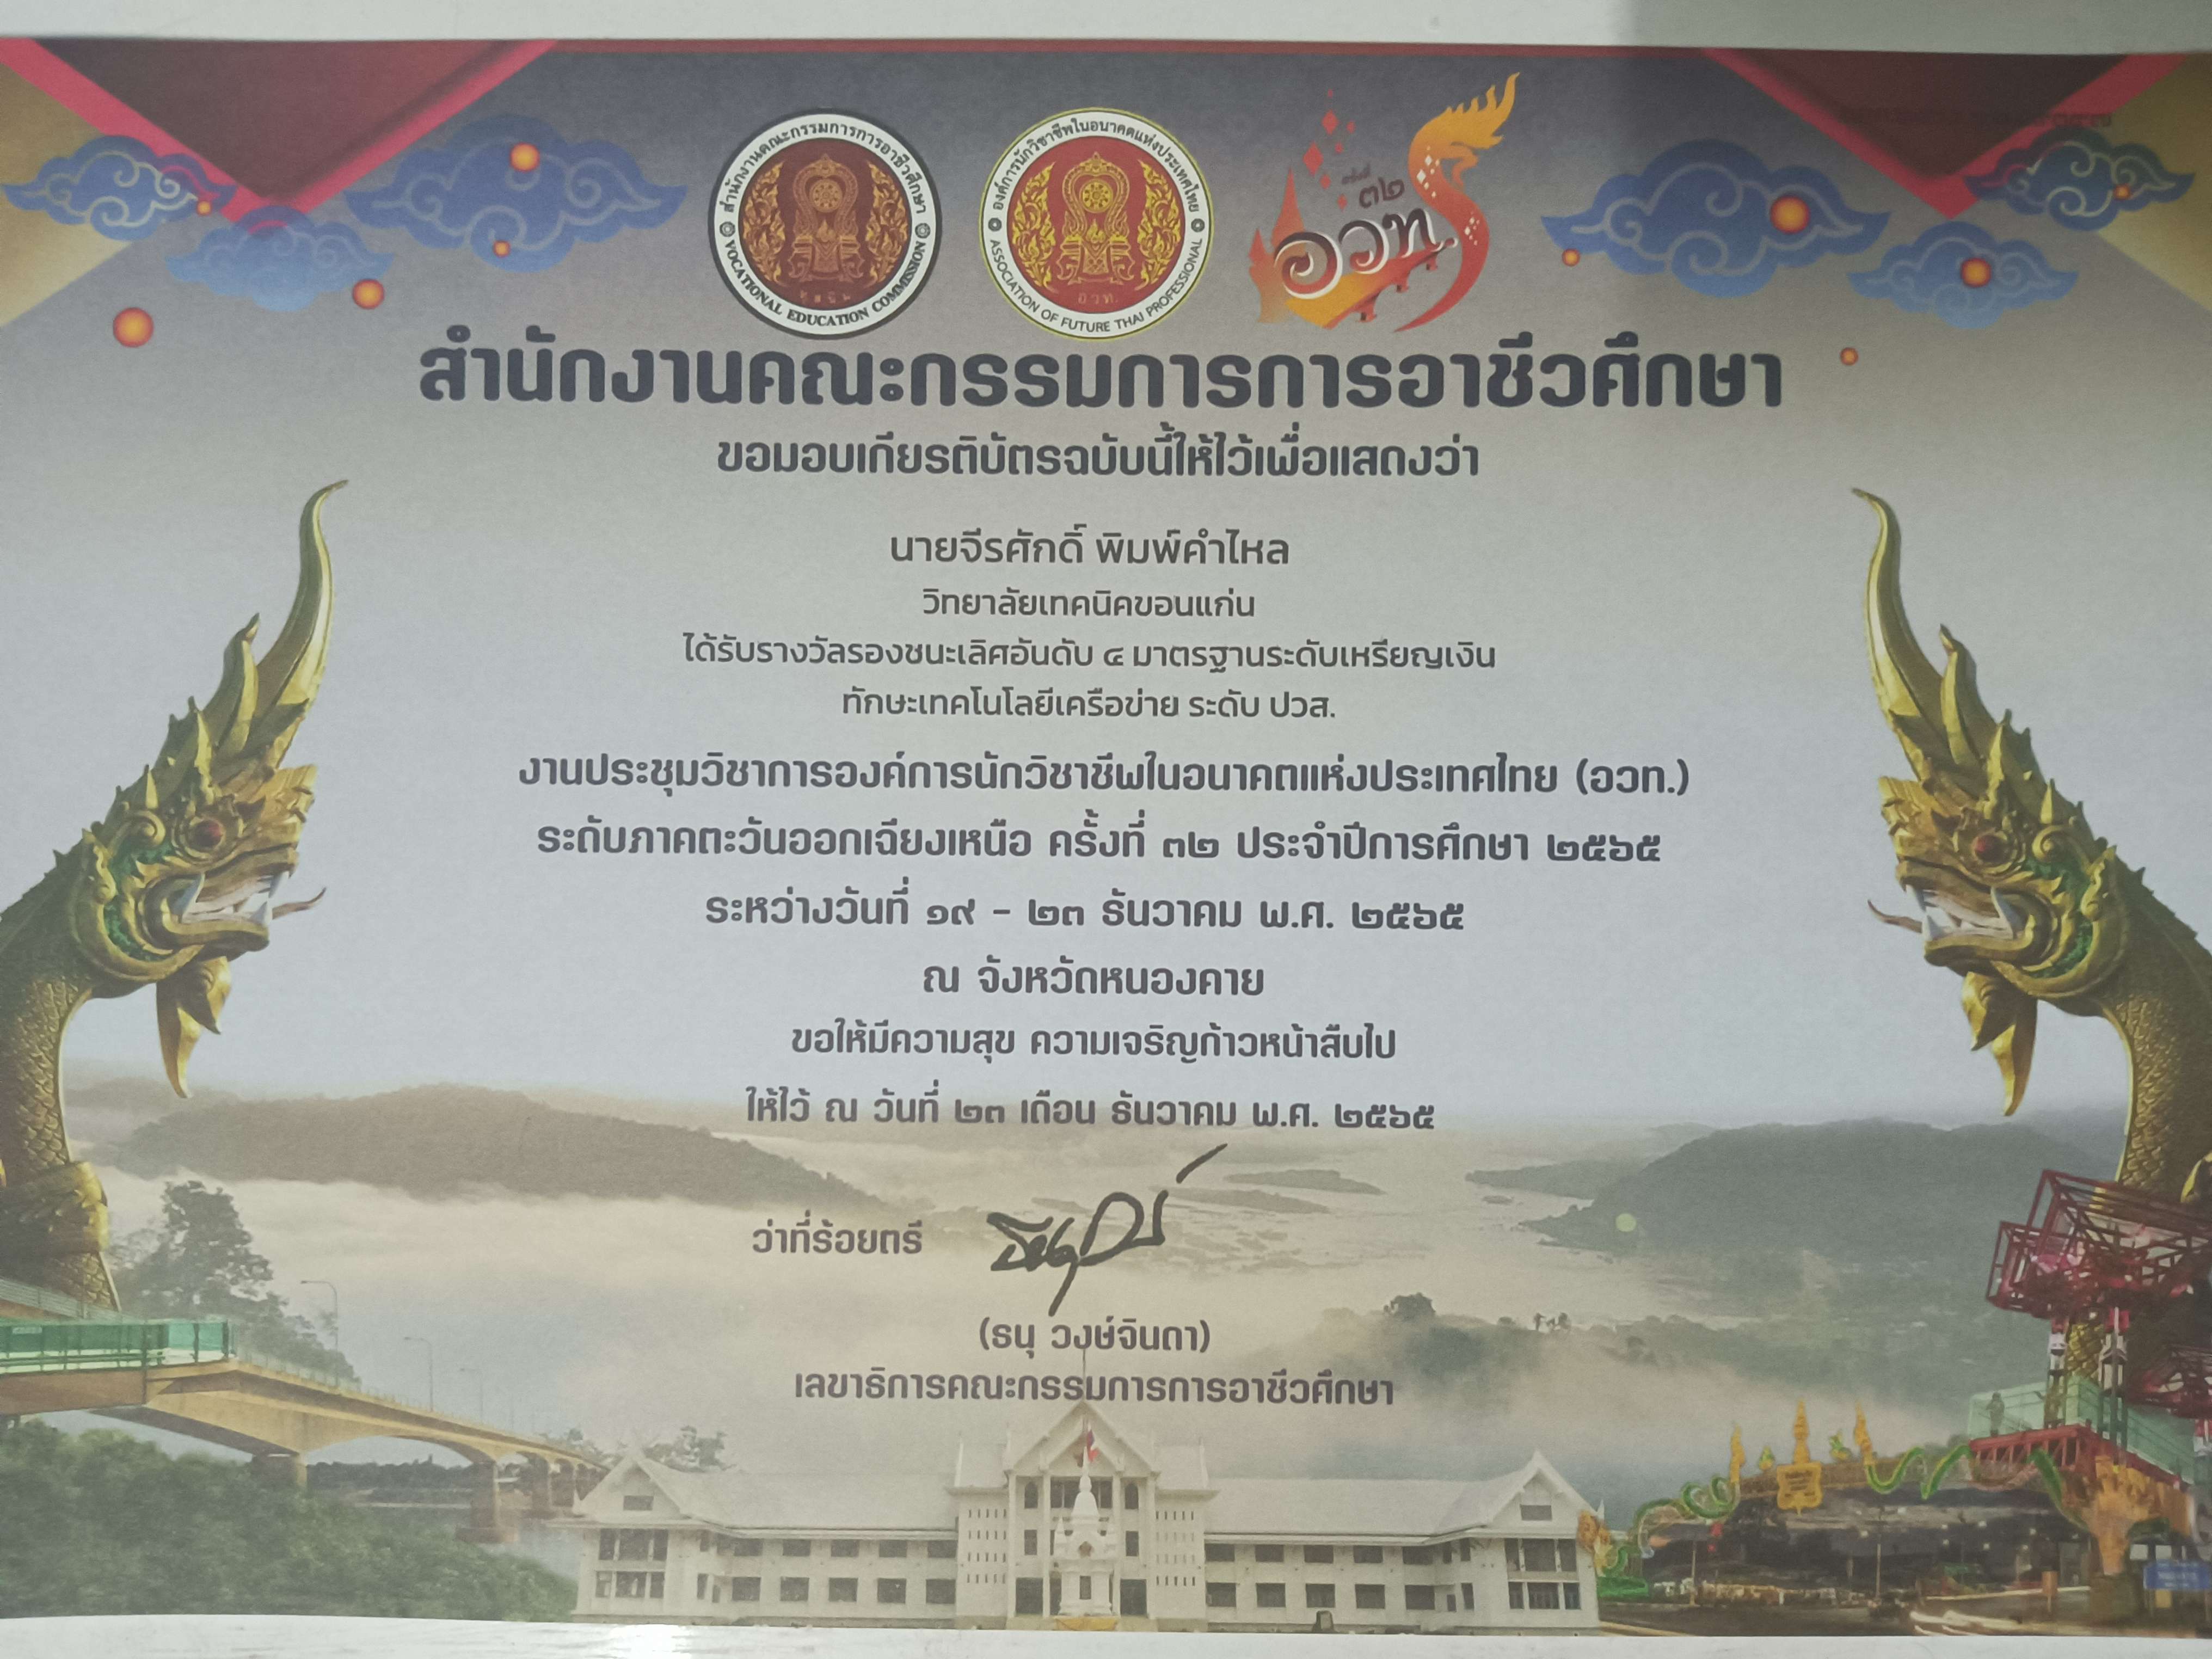 สำนักงานคณะกรรมการการอาชีวศึกษา
VOCATIONAL EDUCATION COMMISSION
องค์การนักวิชาชีพในอนาคตแห่งประเทศไทย
อวท.
ASSOCIATION OF FUTURE THAI PROFESSIONAL
ครั้งที่
๓๒
อวท.
สำนักงานคณะกรรมการการอาชีวศึกษา
ขอมอบเกียรติบัตรฉบับนี้ให้ไว้เพื่อแสดงว่า
นายจีรศักดิ์ พิมพ์คำไหล
วิทยาลัยเทคนิคขอนแก่น
ได้รับรางวัลรองชนะเลิศอันดับ ๔ มาตรฐานระดับเหรียญเงิน
ทักษะเทคโนโลยีเครือข่าย ระดับ ปวส.
งานประชุมวิชาการองค์การนักวิชาชีพในอนาคตแห่งประเทศไทย (อวท.)
ระดับภาคตะวันออกเฉียงเหนือ ครั้งที่ ๓๒ ประจำปีการศึกษา ๒๕๖๕
ระหว่างวันที่ ๑๙ - ๒๓ ธันวาคม พ.ศ. ๒๕๖๕
ณ จังหวัดหนองคาย
ขอให้มีความสุข ความเจริญก้าวหน้าสืบไป
ให้ไว้ ณ วันที่ ๒๓ เดือน ธันวาคม พ.ศ. ๒๕๖๕
ว่าที่ร้อยตรี
(ธนุ วงษ์จินดา)
เลขาธิการคณะกรรมการการอาชีวศึกษา